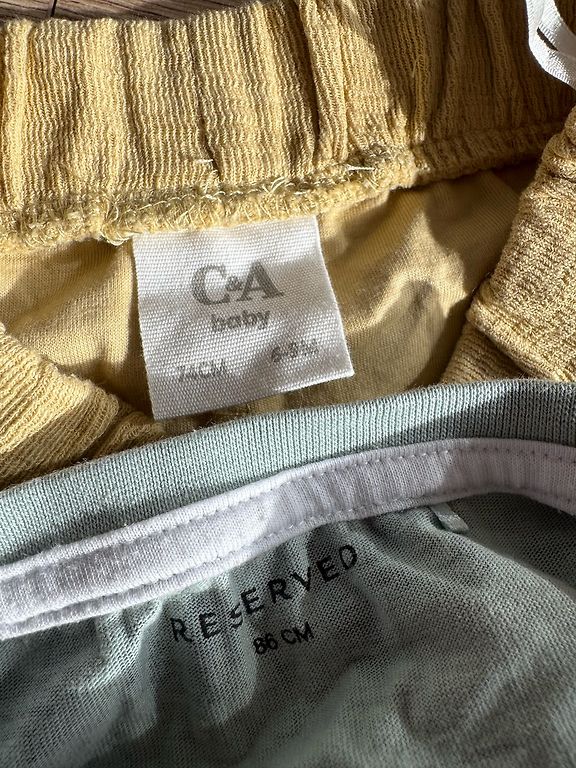 C&A
baby
74CM 6-9M
RESERVED
86 CM